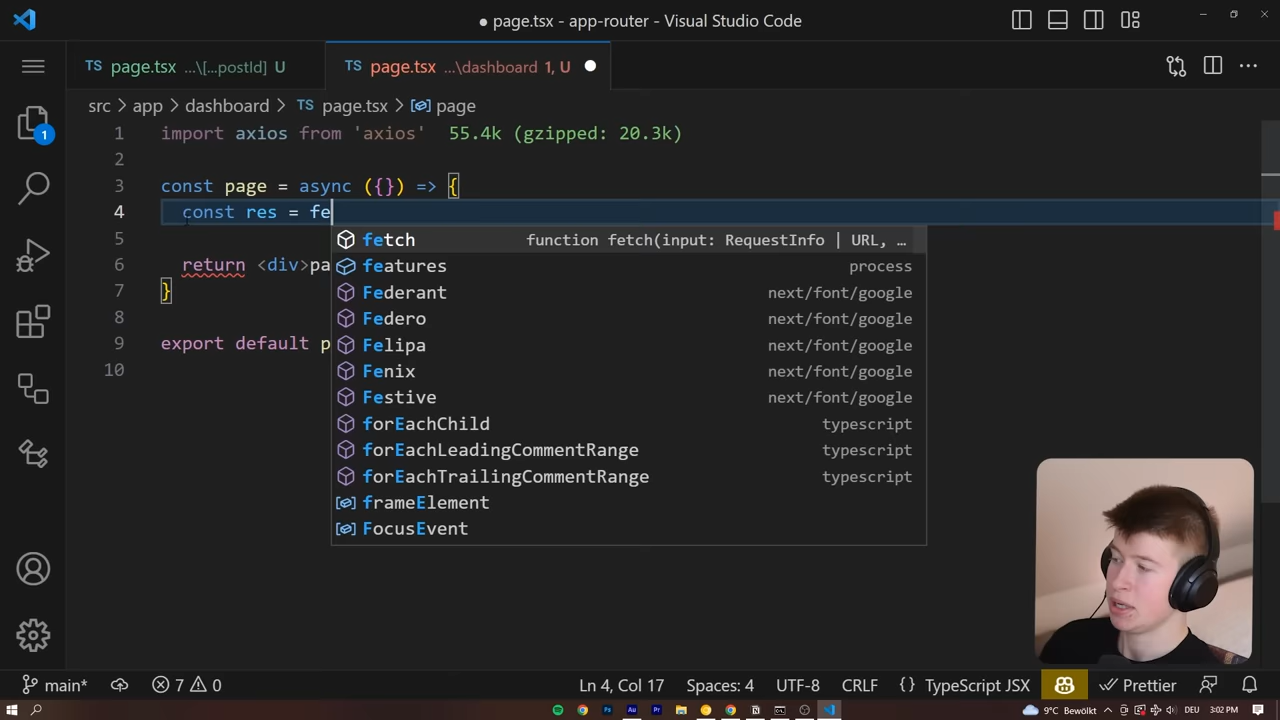 ● page.tsx - app-router - Visual Studio Code
TS page.tsx ...\[...postId] U
TS page.tsx ...\dashboard 1, U
src > app > dashboard > TS page.tsx > page
1 import axios from 'axios' 55.4k (gzipped: 20.3k)
2
3 const page = async ({}) => {
4 const res = fe
fetch function fetch(input: RequestInfo | URL, …
5
features process
6 return <div>pa
Federant next/font/google
7 }
Federo next/font/google
8
Felipa next/font/google
9 export default p
Fenix next/font/google
10
Festive next/font/google
forEachChild typescript
forEachLeadingCommentRange typescript
forEachTrailingCommentRange typescript
frameElement
FocusEvent
1
main* 7 0 Ln 4, Col 17 Spaces: 4 UTF-8 CRLF {} TypeScript JSX Prettier
9°C Bewölkt DEU 3:02 PM